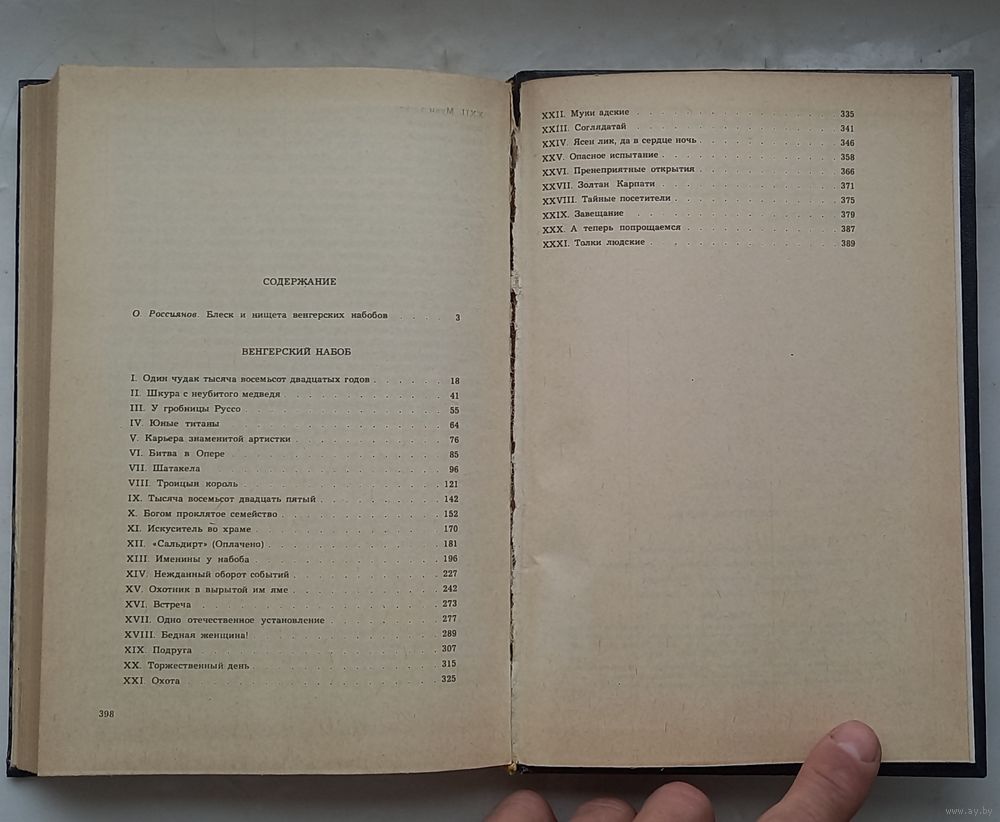 СОДЕРЖАНИЕ
О. Россиянов. Блеск и нищета венгерских набобов . . . . 3
ВЕНГЕРСКИЙ НАБОБ
I. Один чудак тысяча восемьсот двадцатых годов . . . . . . 18
II. Шкура с неубитого медведя . . . . . . . . . . . . 41
III. У гробницы Руссо . . . . . . . . . . . . . . 55
IV. Юные титаны . . . . . . . . . . . . . . . 64
V. Карьера знаменитой артистки . . . . . . . . . . . 76
VI. Битва в Опере . . . . . . . . . . . . . . . 85
VII. Шатакела . . . . . . . . . . . . . . . . 96
VIII. Троицын король . . . . . . . . . . . . . . 121
IX. Тысяча восемьсот двадцать пятый . . . . . . . . . 142
X. Богом проклятое семейство . . . . . . . . . . . . 152
XI. Искуситель во храме . . . . . . . . . . . . . 170
XII. «Сальдирт» (Оплачено) . . . . . . . . . . . . . 181
XIII. Именины у набоба . . . . . . . . . . . . . . 196
XIV. Нежданный оборот событий . . . . . . . . . . . 227
XV. Охотник в вырытой им яме . . . . . . . . . . . 242
XVI. Встреча . . . . . . . . . . . . . . . . . 273
XVII. Одно отечественное установление . . . . . . . . . 277
XVIII. Бедная женщина! . . . . . . . . . . . . . . 289
XIX. Подруга . . . . . . . . . . . . . . . . . 307
XX. Торжественный день . . . . . . . . . . . . . . 315
XXI. Охота . . . . . . . . . . . . . . . . . . 325
398
XXII. Муки адские . . . . . . . . . . . . . . . 335
XXIII. Соглядатай . . . . . . . . . . . . . . . 341
XXIV. Ясен лик, да в сердце ночь . . . . . . . . . . . 346
XXV. Опасное испытание . . . . . . . . . . . . . . 358
XXVI. Пренеприятные открытия . . . . . . . . . . . . 366
XXVII. Золтан Карпати . . . . . . . . . . . . . . 371
XXVIII. Тайные посетители . . . . . . . . . . . . . 375
XXIX. Завещание . . . . . . . . . . . . . . . . 379
XXX. А теперь попрощаемся . . . . . . . . . . . . . 387
XXXI. Толки людские . . . . . . . . . . . . . . . 389
www.ay.by